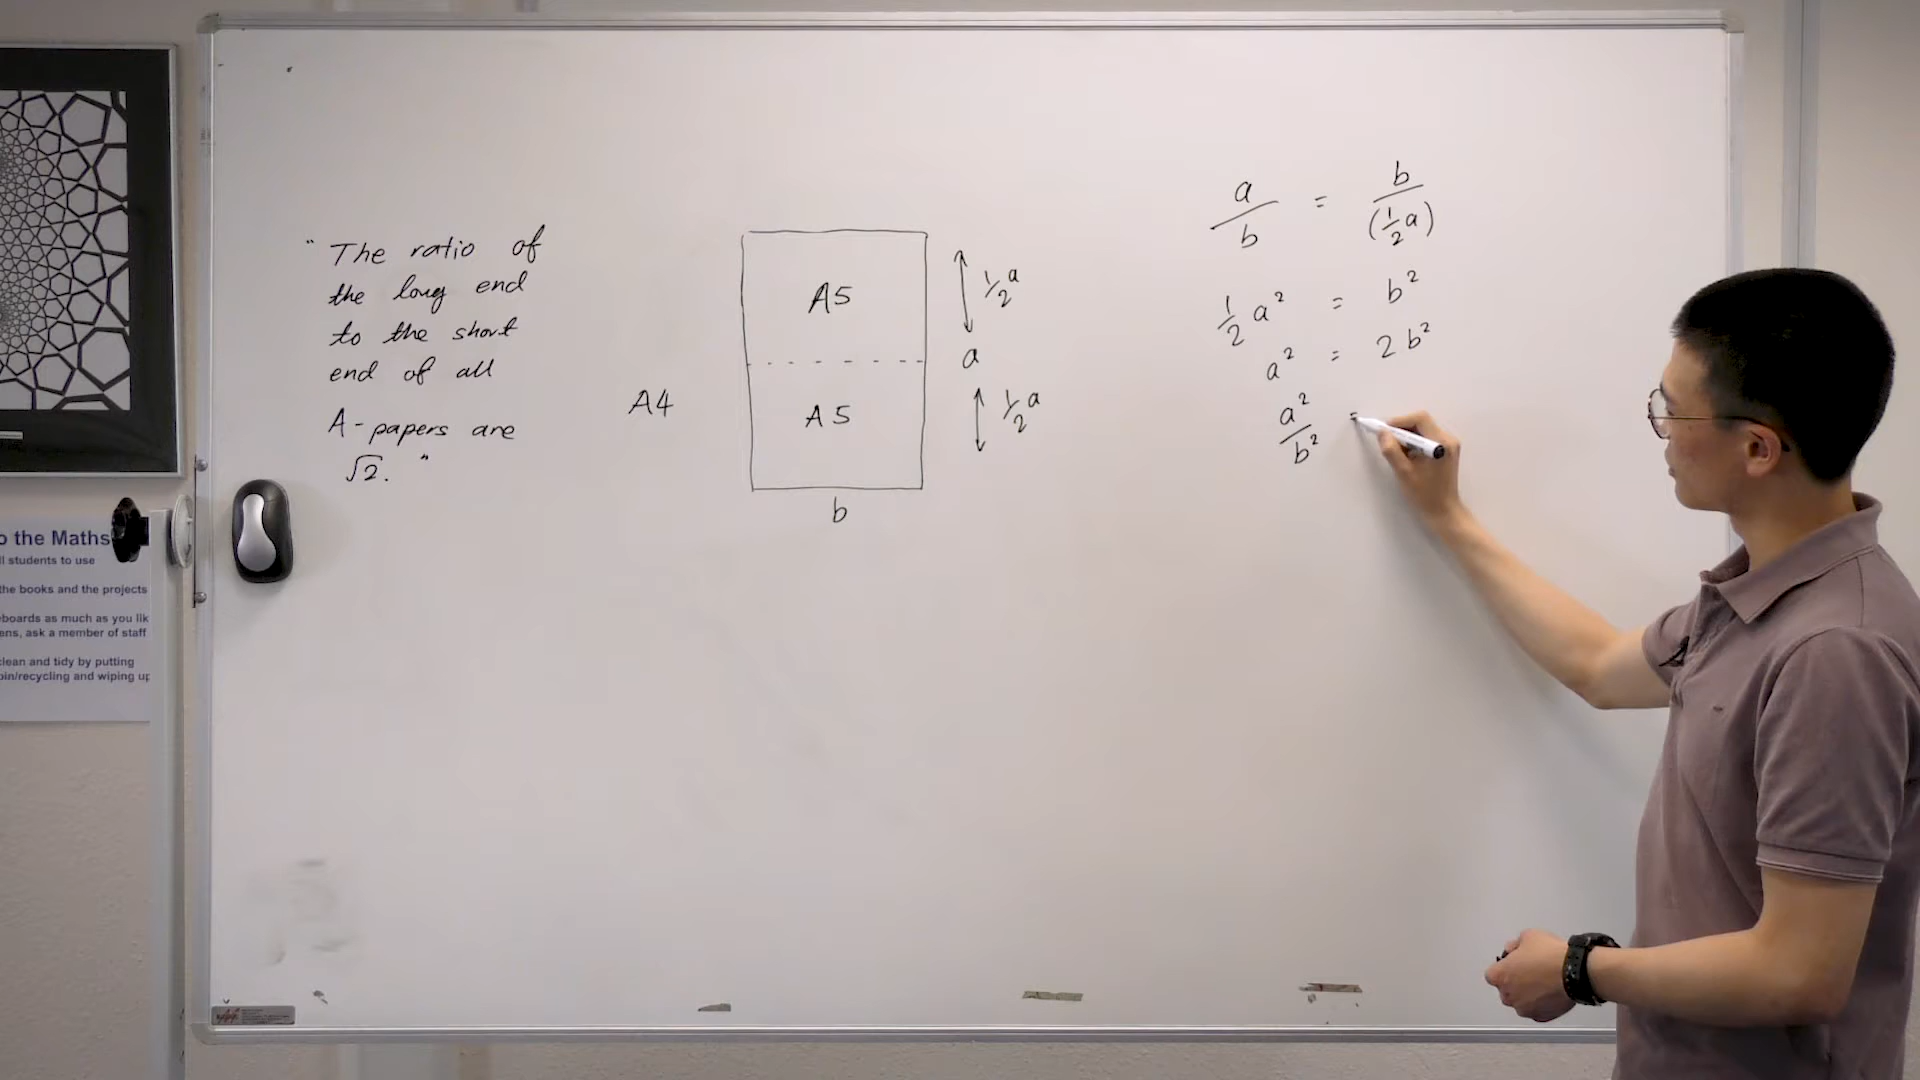 "The ratio of
the long end
to the short
end of all
A-papers are
√2."
A4
A5
A5
½a
a
½a
b
a/b = b/(½a)
½a² = b²
a² = 2b²
a²/b² =
o the Maths
ll students to use
the books and the projects
eboards as much as you lik
ens, ask a member of staff
clean and tidy by putting
bin/recycling and wiping up